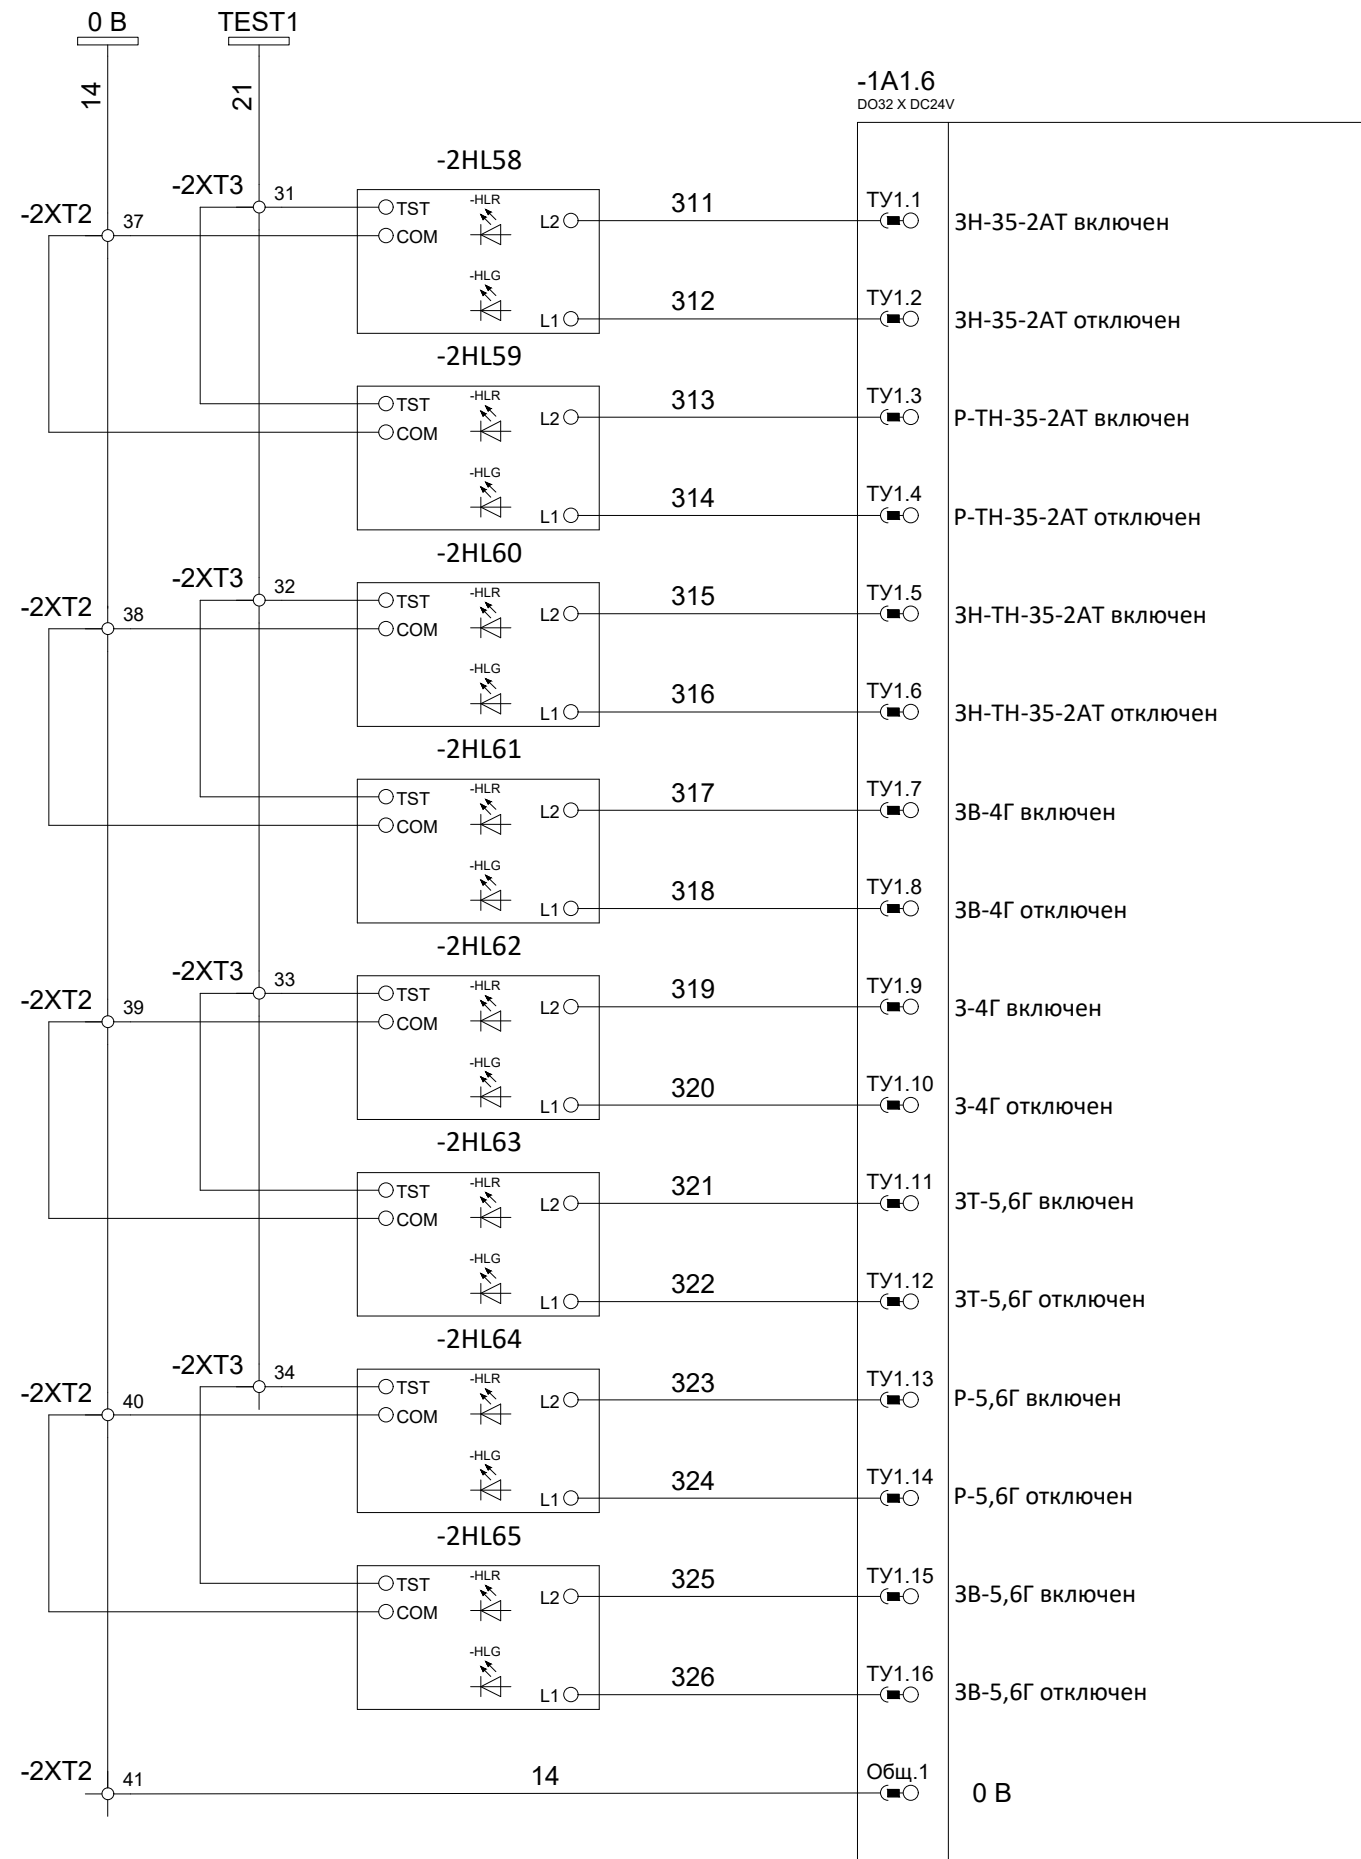 0 В TEST1
14 21
-1A1.6
DO32 X DC24V
-2HL58
-2XT3 31 TST -HLR L2 311 ТУ1.1 ЗН-35-2АТ включен
-2XT2 37 COM
-HLG L1 312 ТУ1.2 ЗН-35-2АТ отключен
-2HL59
TST -HLR L2 313 ТУ1.3 Р-ТН-35-2АТ включен
COM
-HLG L1 314 ТУ1.4 Р-ТН-35-2АТ отключен
-2HL60
-2XT3 32 TST -HLR L2 315 ТУ1.5 ЗН-ТН-35-2АТ включен
-2XT2 38 COM
-HLG L1 316 ТУ1.6 ЗН-ТН-35-2АТ отключен
-2HL61
TST -HLR L2 317 ТУ1.7 ЗВ-4Г включен
COM
-HLG L1 318 ТУ1.8 ЗВ-4Г отключен
-2HL62
-2XT3 33 TST -HLR L2 319 ТУ1.9 З-4Г включен
-2XT2 39 COM
-HLG L1 320 ТУ1.10 З-4Г отключен
-2HL63
TST -HLR L2 321 ТУ1.11 ЗТ-5,6Г включен
COM
-HLG L1 322 ТУ1.12 ЗТ-5,6Г отключен
-2HL64
-2XT3 34 TST -HLR L2 323 ТУ1.13 Р-5,6Г включен
-2XT2 40 COM
-HLG L1 324 ТУ1.14 Р-5,6Г отключен
-2HL65
TST -HLR L2 325 ТУ1.15 ЗВ-5,6Г включен
COM
-HLG L1 326 ТУ1.16 ЗВ-5,6Г отключен
-2XT2 41 14 Общ.1 0 В